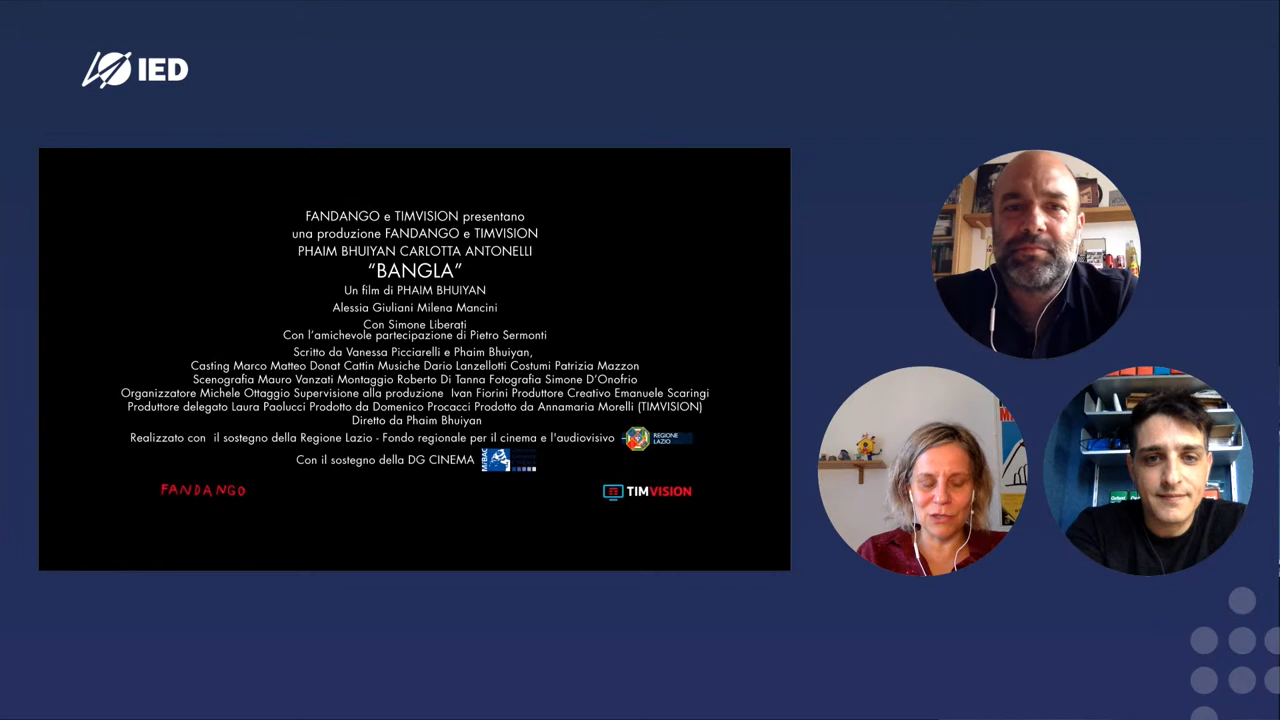 IED
FANDANGO e TIMVISION presentano
una produzione FANDANGO e TIMVISION
PHAIM BHUIYAN CARLOTTA ANTONELLI
“BANGLA”
Un film di PHAIM BHUIYAN
Alessia Giuliani Milena Mancini
Con Simone Liberati
Con l’amichevole partecipazione di Pietro Sermonti
Scritto da Vanessa Picciarelli e Phaim Bhuiyan,
Casting Marco Matteo Donat Cattin Musiche Dario Lanzellotti Costumi Patrizia Mazzon
Scenografia Mauro Vanzati Montaggio Roberto Di Tanna Fotografia Simone D’Onofrio
Organizzatore Michele Ottaggio Supervisione alla produzione Ivan Fiorini Produttore Creativo Emanuele Scaringi
Produttore delegato Laura Paolucci Prodotto da Domenico Procacci Prodotto da Annamaria Morelli (TIMVISION)
Diretto da Phaim Bhuiyan
Realizzato con il sostegno della Regione Lazio - Fondo regionale per il cinema e l'audiovisivo
REGIONE
LAZIO
Con il sostegno della DG CINEMA
MiBAC
FANDANGO
TIMVISION